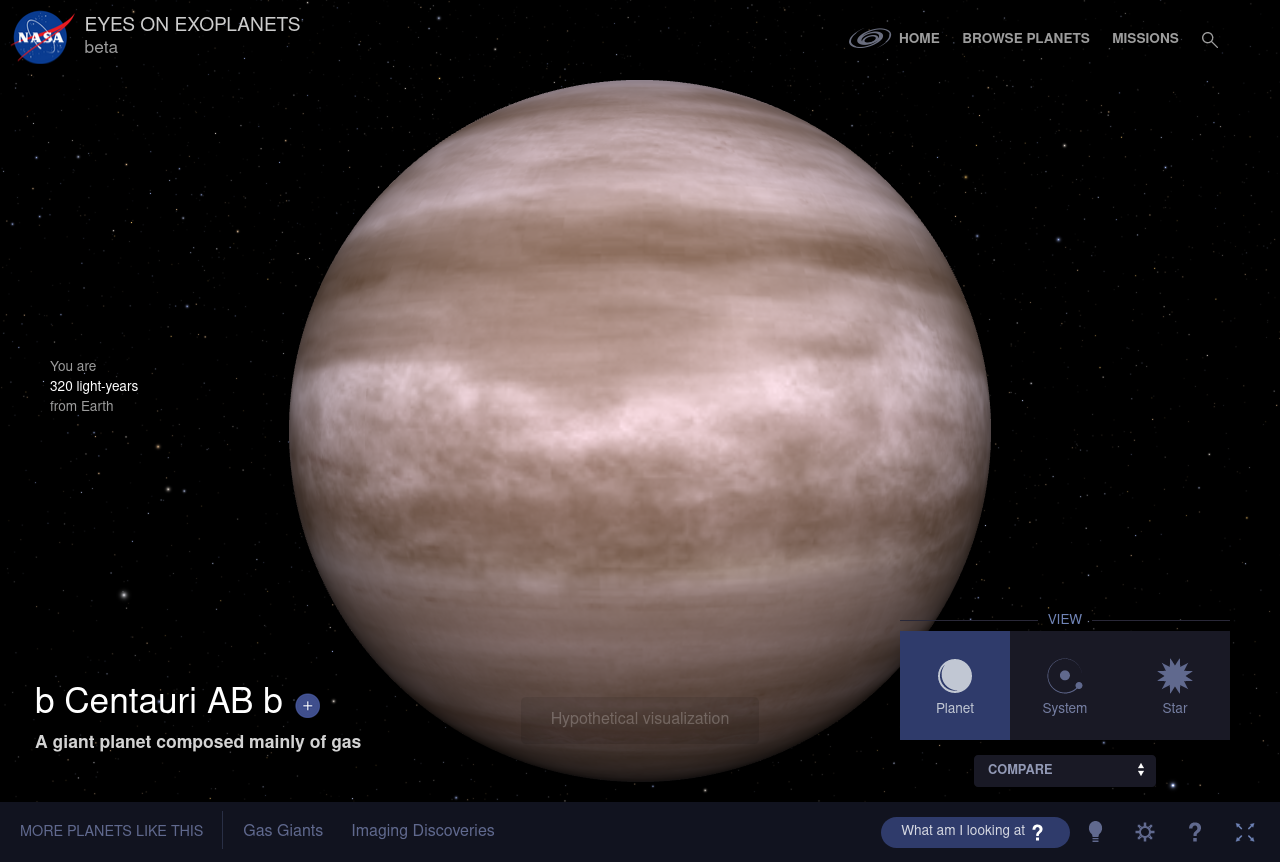 NASA
EYES ON EXOPLANETS
beta
HOME
BROWSE PLANETS
MISSIONS
You are
320 light-years
from Earth
VIEW
Planet
System
Star
b Centauri AB b +
A giant planet composed mainly of gas
Hypothetical visualization
COMPARE
MORE PLANETS LIKE THIS
Gas Giants
Imaging Discoveries
What am I looking at ?
?